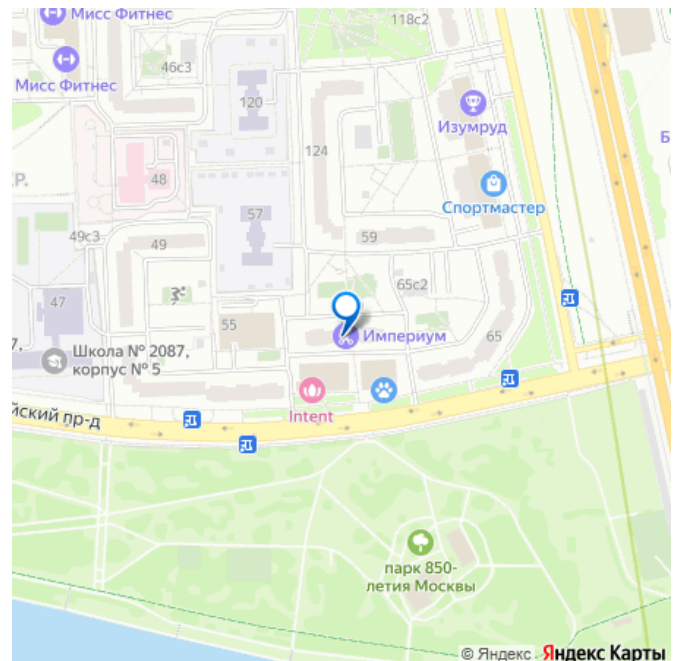 118с2
Мисс Фитнес
46с3
Мисс Фитнес
120
Изумруд
Б
124
.Р.
48
Спортмастер
57
49с3
49
59
65с2
47
55
Империум
65
7,
Школа № 2087,
корпус № 5
Intent
йский пр-д
парк 850-
летия Москвы
© Яндекс Яндекс Карты